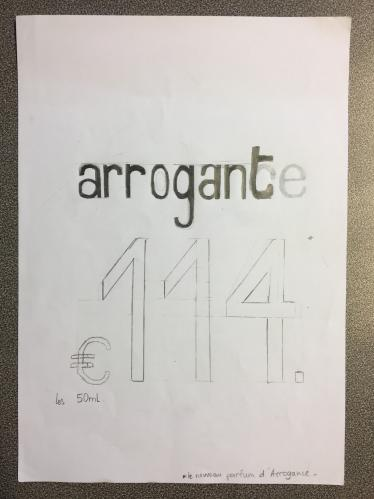 arrogante
€114.*
les 50mL
*le nouveau parfum d'Arrogance.